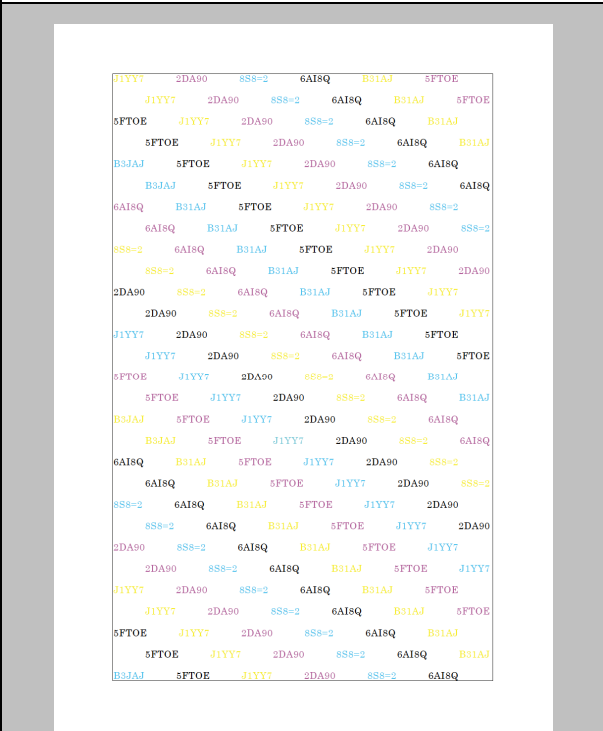 J1YY7 2DA90 8S8=2 6AI8Q B31AJ 5FTOE
J1YY7 2DA90 8S8=2 6AI8Q B31AJ 5FTOE
5FTOE J1YY7 2DA90 8S8=2 6AI8Q B31AJ
5FTOE J1YY7 2DA90 8S8=2 6AI8Q B31AJ
B3JAJ 5FTOE J1YY7 2DA90 8S8=2 6AI8Q
B3JAJ 5FTOE J1YY7 2DA90 8S8=2 6AI8Q
6AI8Q B31AJ 5FTOE J1YY7 2DA90 8S8=2
6AI8Q B31AJ 5FTOE J1YY7 2DA90 8S8=2
8S8=2 6AI8Q B31AJ 5FTOE J1YY7 2DA90
8S8=2 6AI8Q B31AJ 5FTOE J1YY7 2DA90
2DA90 8S8=2 6AI8Q B31AJ 5FTOE J1YY7
2DA90 8S8=2 6AI8Q B31AJ 5FTOE J1YY7
J1YY7 2DA90 8S8=2 6AI8Q B31AJ 5FTOE
J1YY7 2DA90 8S8=2 6AI8Q B31AJ 5FTOE
5FTOE J1YY7 2DA90 8S8=2 6AI8Q B31AJ
5FTOE J1YY7 2DA90 8S8=2 6AI8Q B31AJ
B3JAJ 5FTOE J1YY7 2DA90 8S8=2 6AI8Q
B3JAJ 5FTOE J1YY7 2DA90 8S8=2 6AI8Q
6AI8Q B31AJ 5FTOE J1YY7 2DA90 8S8=2
6AI8Q B31AJ 5FTOE J1YY7 2DA90 8S8=2
8S8=2 6AI8Q B31AJ 5FTOE J1YY7 2DA90
8S8=2 6AI8Q B31AJ 5FTOE J1YY7 2DA90
2DA90 8S8=2 6AI8Q B31AJ 5FTOE J1YY7
2DA90 8S8=2 6AI8Q B31AJ 5FTOE J1YY7
J1YY7 2DA90 8S8=2 6AI8Q B31AJ 5FTOE
J1YY7 2DA90 8S8=2 6AI8Q B31AJ 5FTOE
5FTOE J1YY7 2DA90 8S8=2 6AI8Q B31AJ
5FTOE J1YY7 2DA90 8S8=2 6AI8Q B31AJ
B3JAJ 5FTOE J1YY7 2DA90 8S8=2 6AI8Q